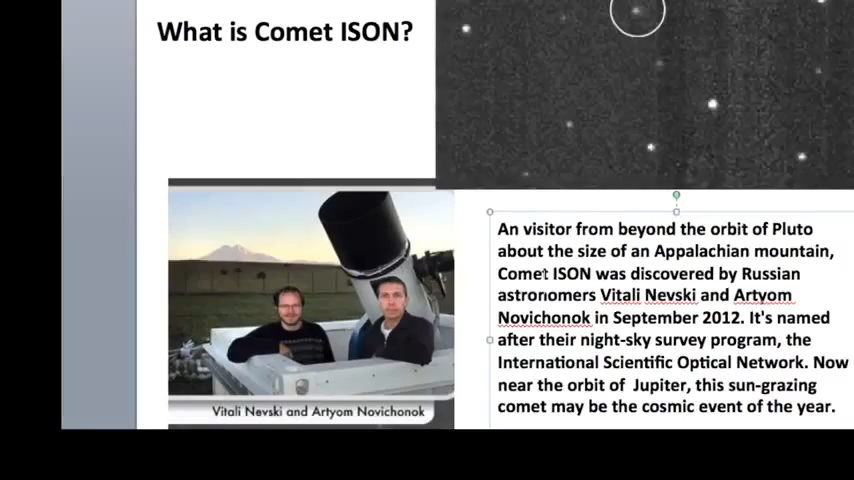 What is Comet ISON?
An visitor from beyond the orbit of Pluto
about the size of an Appalachian mountain,
Comet ISON was discovered by Russian
astronomers Vitali Nevski and Artyom
Novichonok in September 2012. It's named
after their night-sky survey program, the
International Scientific Optical Network. Now
near the orbit of Jupiter, this sun-grazing
comet may be the cosmic event of the year.
Vitali Nevski and Artyom Novichonok